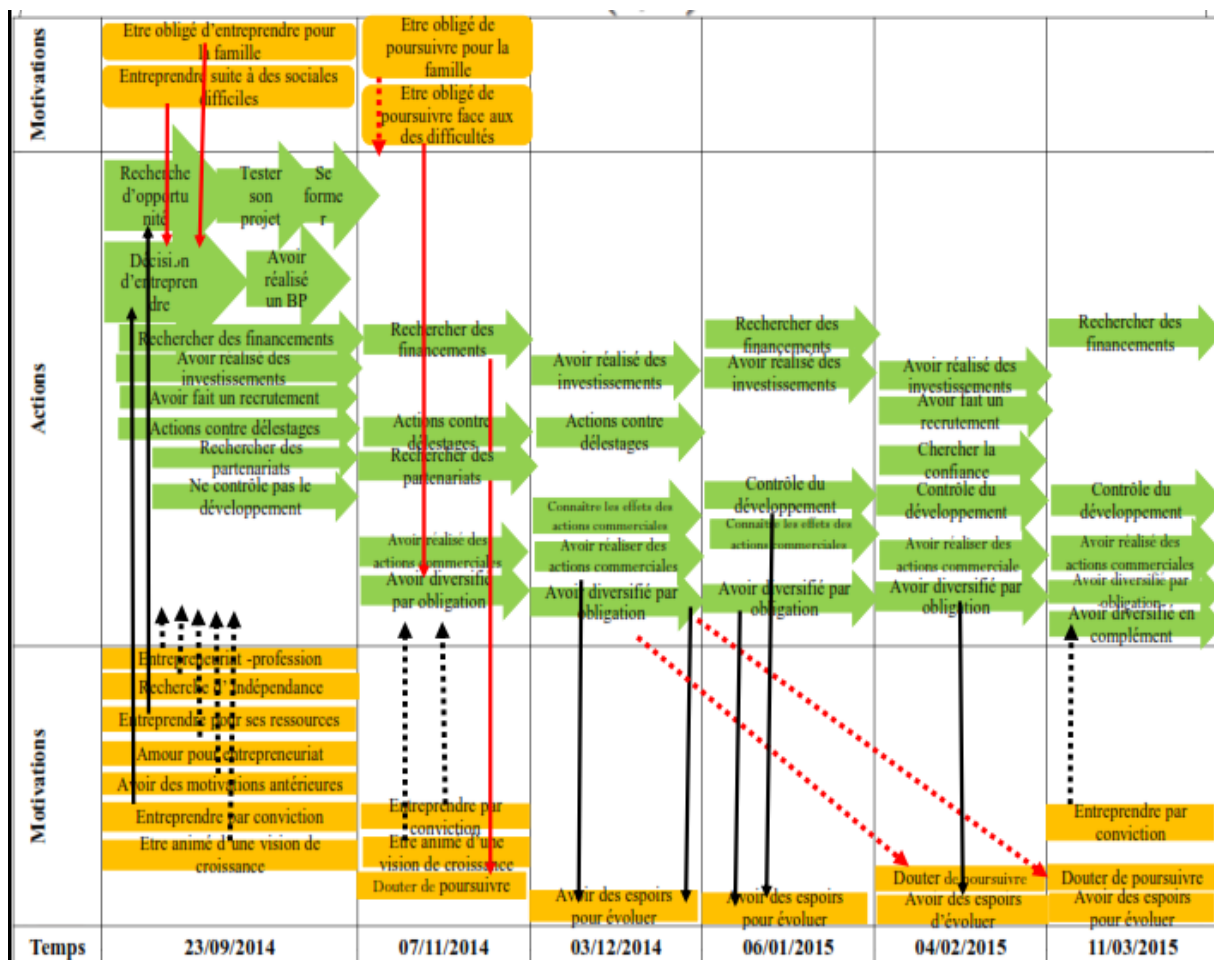 Motivations
Etre obligé d'entreprendre pour
la famille
Entreprendre suite à des sociales
difficiles
Etre obligé de
poursuivre pour la
famille
Etre obligé de
poursuivre face aux
des difficultés
Actions
Recherche
d'opportu
nité
Tester
son
projet
Se
forme
r
Décision
d'entrepren
dre
Avoir
réalisé
un BP
Rechercher des financements
Avoir réalisé des
investissements
Avoir fait un recrutement
Actions contre délestages
Rechercher des
partenariats
Ne contrôle pas le
développement
Rechercher des
financements
Actions contre
délestages
Rechercher des
partenariats
Avoir réalisé des
actions commerciales
Avoir diversifié
par obligation
Avoir réalisé des
investissements
Actions contre
délestages
Connaître les effets des
actions commerciales
Avoir réaliser des
actions commerciales
Avoir diversifié par
obligation
Rechercher des
financements
Avoir réalisé des
investissements
Contrôle du
développement
Connaître les effets des
actions commerciales
Avoir diversifié par
obligation
Avoir réalisé des
investissements
Avoir fait un
recrutement
Chercher la
confiance
Contrôle du
développement
Avoir réaliser des
actions commerciale
Avoir diversifié par
obligation
Rechercher des
financements
Contrôle du
développement
Avoir réalisé des
actions commerciales
Avoir diversifié par
obligation
Avoir diversifié en
complément
Motivations
Entrepreneuriat -profession
Recherche d'Indépendance
Entreprendre pour ses ressources
Amour pour entrepreneuriat
Avoir des motivations antérieures
Entreprendre par conviction
Etre animé d'une vision de
croissance
Entreprendre par
conviction
Etre animé d'une
vision de croissance
Douter de poursuivre
Avoir des espoirs
pour évoluer
Avoir des espoirs
pour évoluer
Douter de poursuivre
Avoir des espoirs
d'évoluer
Entreprendre par
conviction
Douter de poursuivre
Avoir des espoirs
pour évoluer
Temps
23/09/2014
07/11/2014
03/12/2014
06/01/2015
04/02/2015
11/03/2015